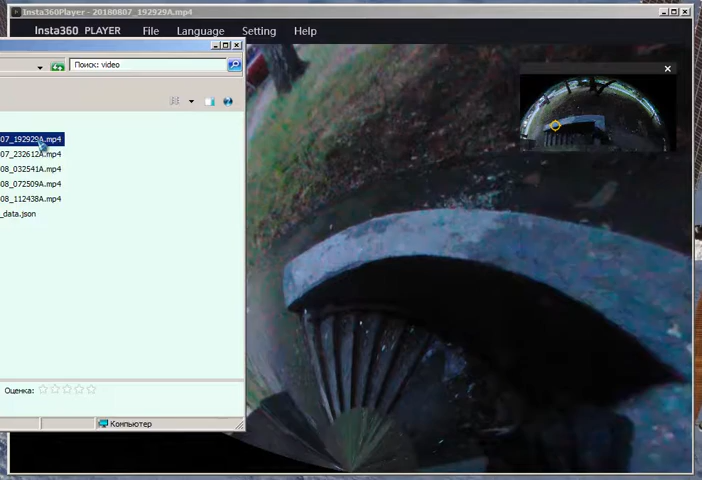 Insta360Player - 20180807_192929A.mp4
Insta360 PLAYER File Language Setting Help
Поиск: video
07_192929A.mp4
07_232612A.mp4
08_032541A.mp4
08_072509A.mp4
08_112438A.mp4
_data.json
Оценка:
Компьютер